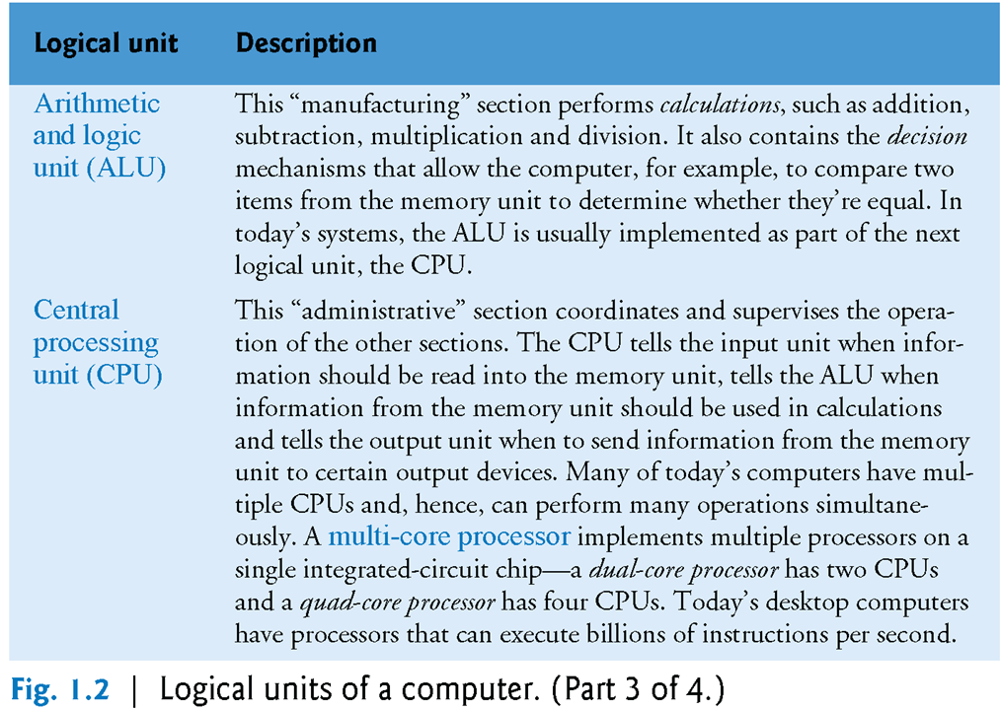 Logical unit Description
Arithmetic
and logic
unit (ALU)
This “manufacturing” section performs calculations, such as addition,
subtraction, multiplication and division. It also contains the decision
mechanisms that allow the computer, for example, to compare two
items from the memory unit to determine whether they’re equal. In
today’s systems, the ALU is usually implemented as part of the next
logical unit, the CPU.
Central
processing
unit (CPU)
This “administrative” section coordinates and supervises the opera-
tion of the other sections. The CPU tells the input unit when infor-
mation should be read into the memory unit, tells the ALU when
information from the memory unit should be used in calculations
and tells the output unit when to send information from the memory
unit to certain output devices. Many of today’s computers have mul-
tiple CPUs and, hence, can perform many operations simultane-
ously. A multi-core processor implements multiple processors on a
single integrated-circuit chip—a dual-core processor has two CPUs
and a quad-core processor has four CPUs. Today’s desktop computers
have processors that can execute billions of instructions per second.
Fig. 1.2 | Logical units of a computer. (Part 3 of 4.)